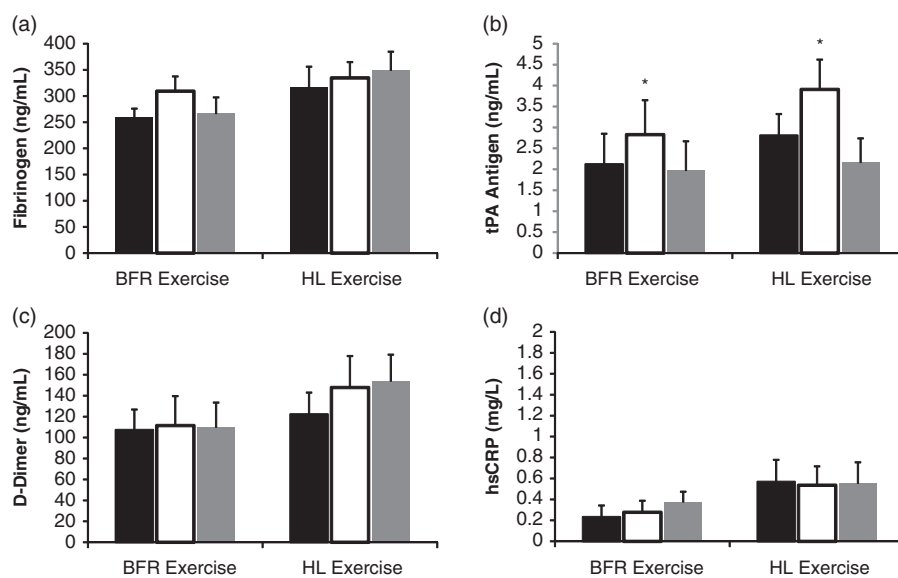 (a)
Fibrinogen (ng/mL)
400
350
300
250
200
150
100
50
0
BFR Exercise
HL Exercise
(b)
tPA Antigen (ng/mL)
5
4.5
4
3.5
3
2.5
2
1.5
1
0.5
0
*
*
BFR Exercise
HL Exercise
(c)
D-Dimer (ng/mL)
200
180
160
140
120
100
80
60
40
20
0
BFR Exercise
HL Exercise
(d)
hsCRP (mg/L)
2
1.8
1.6
1.4
1.2
1
0.8
0.6
0.4
0.2
0
BFR Exercise
HL Exercise